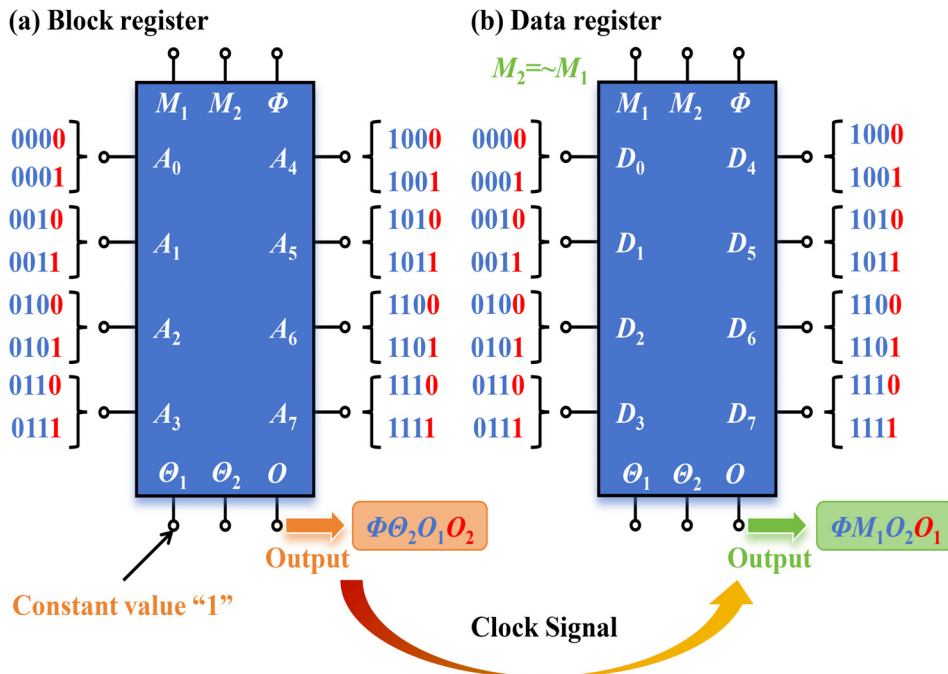 (a) Block register
M₁ M₂ Φ
0000
0001
A₀ A₄
1000
1001
0010
0011
A₁ A₅
1010
1011
0100
0101
A₂ A₆
1100
1101
0110
0111
A₃ A₇
1110
1111
Θ₁ Θ₂ O
Output
ΦΘ₂O₁O₂
Constant value “1”
(b) Data register
M₂=~M₁
M₁ M₂ Φ
0000
0001
D₀ D₄
1000
1001
0010
0011
D₁ D₅
1010
1011
0100
0101
D₂ D₆
1100
1101
0110
0111
D₃ D₇
1110
1111
Θ₁ Θ₂ O
Output
ΦM₁O₂O₁
Clock Signal